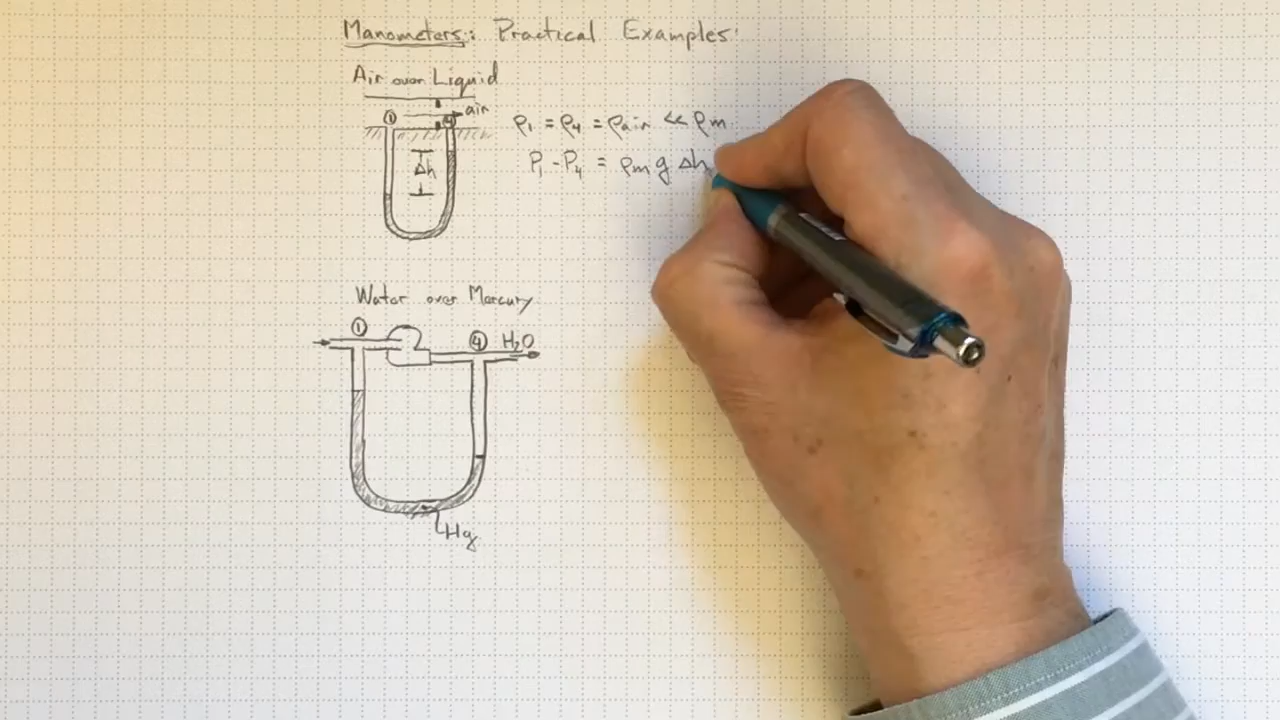 Manometers: Practical Examples
Air over Liquid
① air
④
ρ₁ = ρ₄ = ρair << ρm
Δh
P₁ - P₄ = ρm g Δh
Water over Mercury
①
④ H₂O
Hg